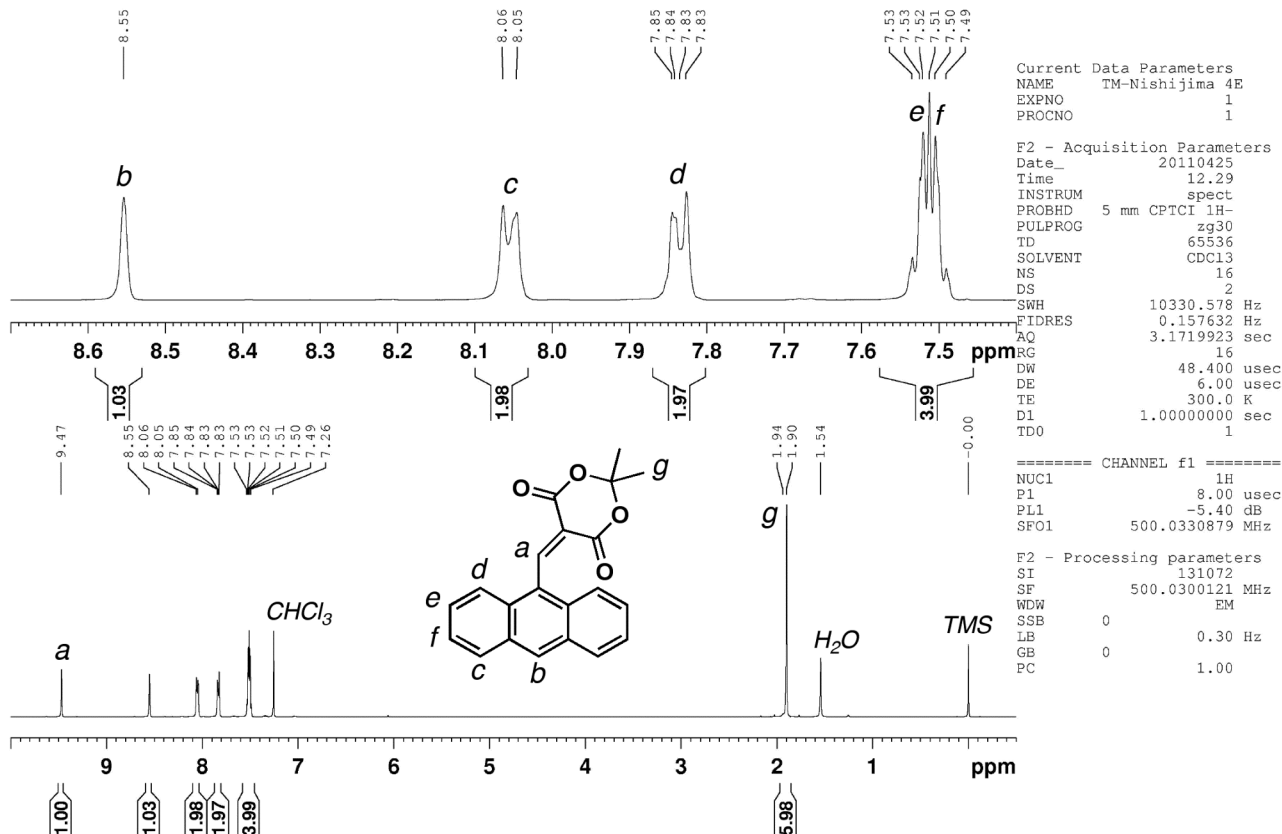 8.55
8.06
8.05
7.85
7.84
7.83
7.83
7.53
7.53
7.52
7.51
7.50
7.49
b
c
d
e
f
8.6 8.5 8.4 8.3 8.2 8.1 8.0 7.9 7.8 7.7 7.6 7.5 ppm
1.03
1.98
1.97
3.99
9.47
8.55
8.06
8.05
7.85
7.84
7.83
7.83
7.53
7.53
7.52
7.51
7.50
7.49
7.26
1.94
1.90
1.54
-0.00
g
O
O
O
O
a
d
e
f
c
b
a
CHCl3
g
H2O
TMS
9 8 7 6 5 4 3 2 1 ppm
1.00
1.03
1.98
1.97
3.99
5.98
Current Data Parameters
NAME TM-Nishijima 4E
EXPNO 1
PROCNO 1
F2 - Acquisition Parameters
Date_ 20110425
Time 12.29
INSTRUM spect
PROBHD 5 mm CPTCI 1H-
PULPROG zg30
TD 65536
SOLVENT CDCl3
NS 16
DS 2
SWH 10330.578 Hz
FIDRES 0.157632 Hz
AQ 3.1719923 sec
RG 16
DW 48.400 usec
DE 6.00 usec
TE 300.0 K
D1 1.00000000 sec
TD0 1
======== CHANNEL f1 ========
NUC1 1H
P1 8.00 usec
PL1 -5.40 dB
SFO1 500.0330879 MHz
F2 - Processing parameters
SI 131072
SF 500.0300121 MHz
WDW EM
SSB 0
LB 0.30 Hz
GB 0
PC 1.00